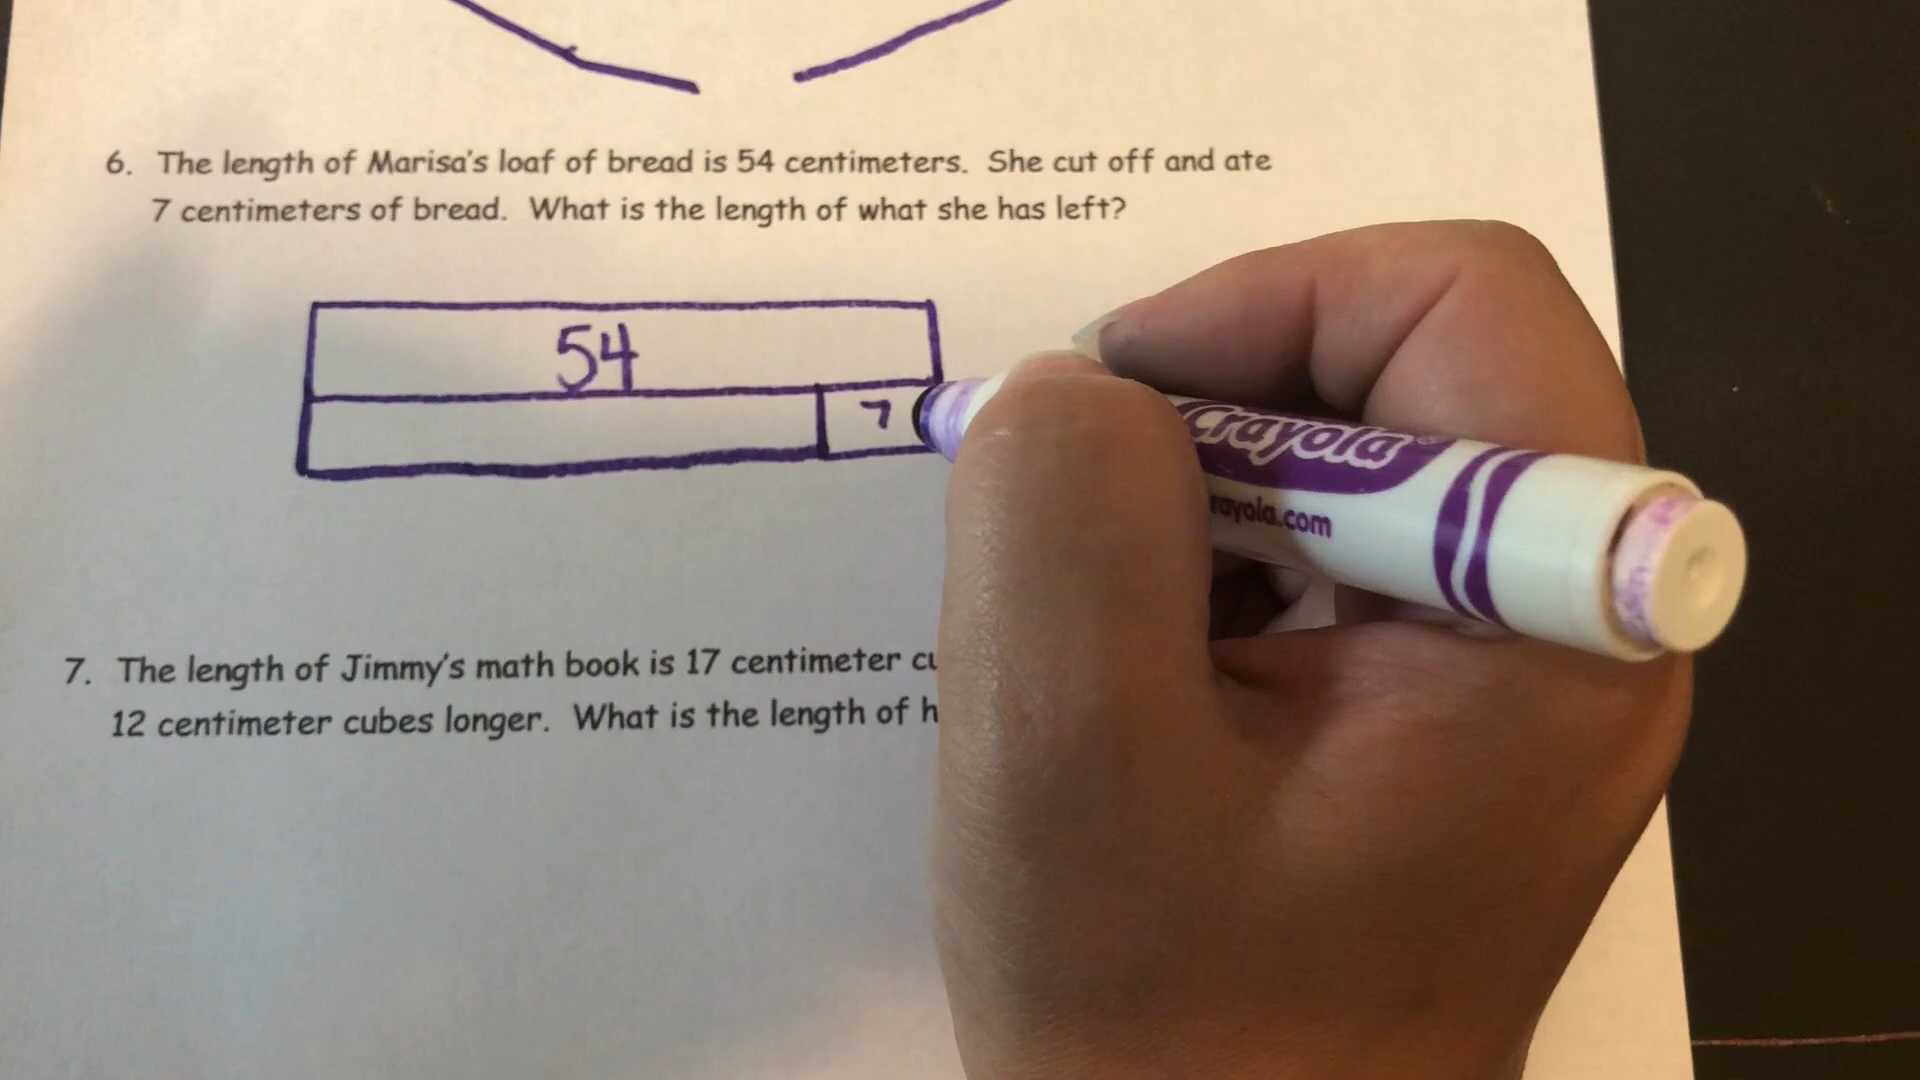 6. The length of Marisa's loaf of bread is 54 centimeters. She cut off and ate
7 centimeters of bread. What is the length of what she has left?
54
7
Crayola
.com
7. The length of Jimmy's math book is 17 centimeter
12 centimeter cubes longer. What is the length of